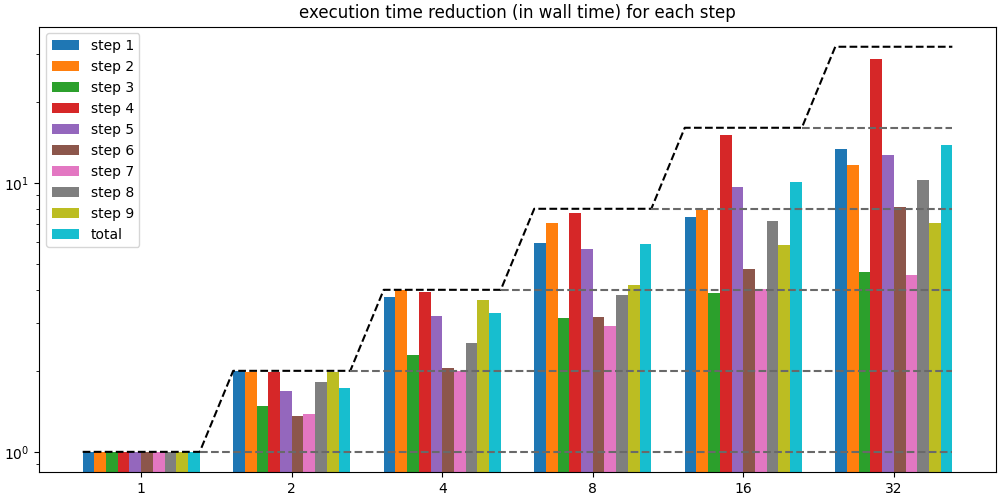 execution time reduction (in wall time) for each step
step 1
step 2
step 3
step 4
step 5
step 6
step 7
step 8
step 9
total
10¹
10⁰
1 2 4 8 16 32